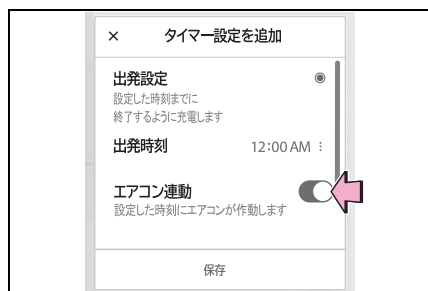 × タイマー設定を追加
出発設定
設定した時刻までに
終了するように充電します
出発時刻 12:00 AM ⋮
エアコン連動
設定した時刻にエアコンが作動します
保存